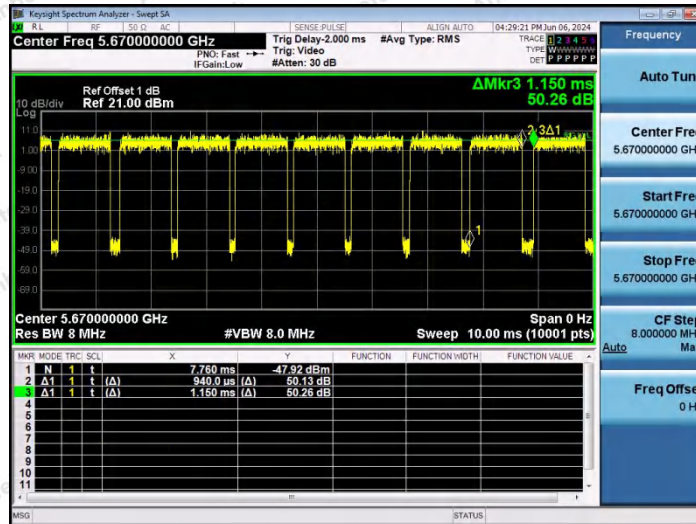 Keysight Spectrum Analyzer - Swept SA
RL RF 50 Ω AC SENSE:PULSE ALIGN AUTO 04:29:21 PM Jun 06, 2024
Center Freq 5.670000000 GHz
PNO: Fast
IFGain:Low
Trig Delay-2.000 ms
Trig: Video
#Atten: 30 dB
#Avg Type: RMS
TRACE 1 2 3 4 5 6
TYPE W
DET P P P P P P
Ref Offset 1 dB
Ref 21.00 dBm
ΔMkr3 1.150 ms
50.26 dB
10 dB/div
Log
11.0
1.00
-9.00
-19.0
-29.0
-39.0
-49.0
-59.0
-69.0
2 3Δ1
1
Center 5.670000000 GHz Span 0 Hz
Res BW 8 MHz #VBW 8.0 MHz Sweep 10.00 ms (10001 pts)
MKR MODE TRC SCL X Y FUNCTION FUNCTION WIDTH FUNCTION VALUE
1 N 1 t 7.760 ms -47.92 dBm
2 Δ1 1 t (Δ) 940.0 µs (Δ) 50.13 dB
3 Δ1 1 t (Δ) 1.150 ms (Δ) 50.26 dB
4
5
6
7
8
9
10
11
MSG STATUS
Frequency
Auto Tun
Center Fre
5.670000000 GH
Start Fre
5.670000000 GH
Stop Fre
5.670000000 GH
CF Step
8.000000 MH
Auto Ma
Freq Offse
0 H